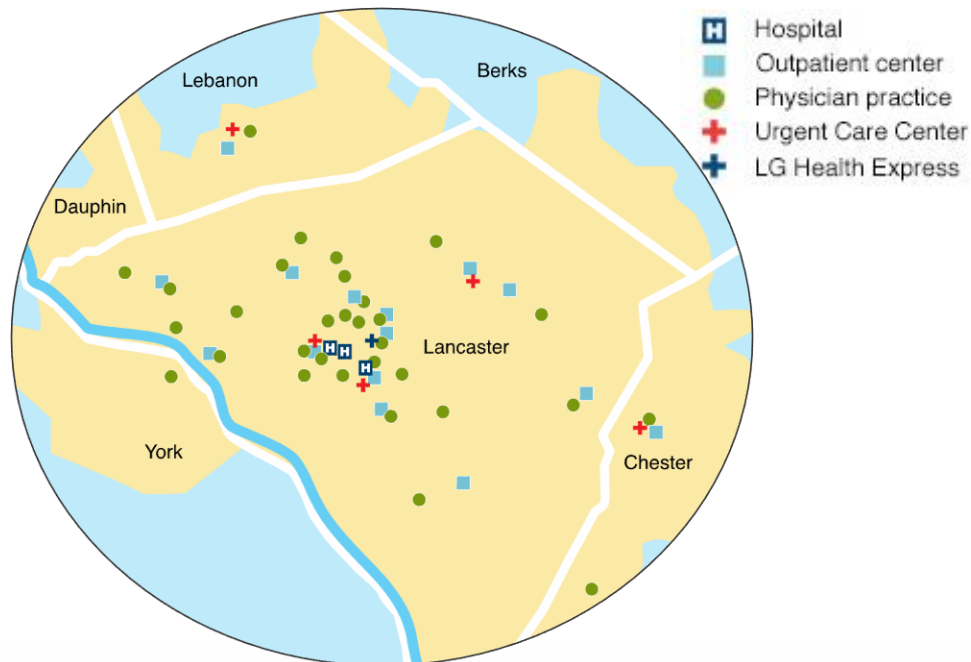 Hospital
Outpatient center
Physician practice
Urgent Care Center
LG Health Express
Lebanon
Berks
Dauphin
Lancaster
York
Chester
H
H
H
H